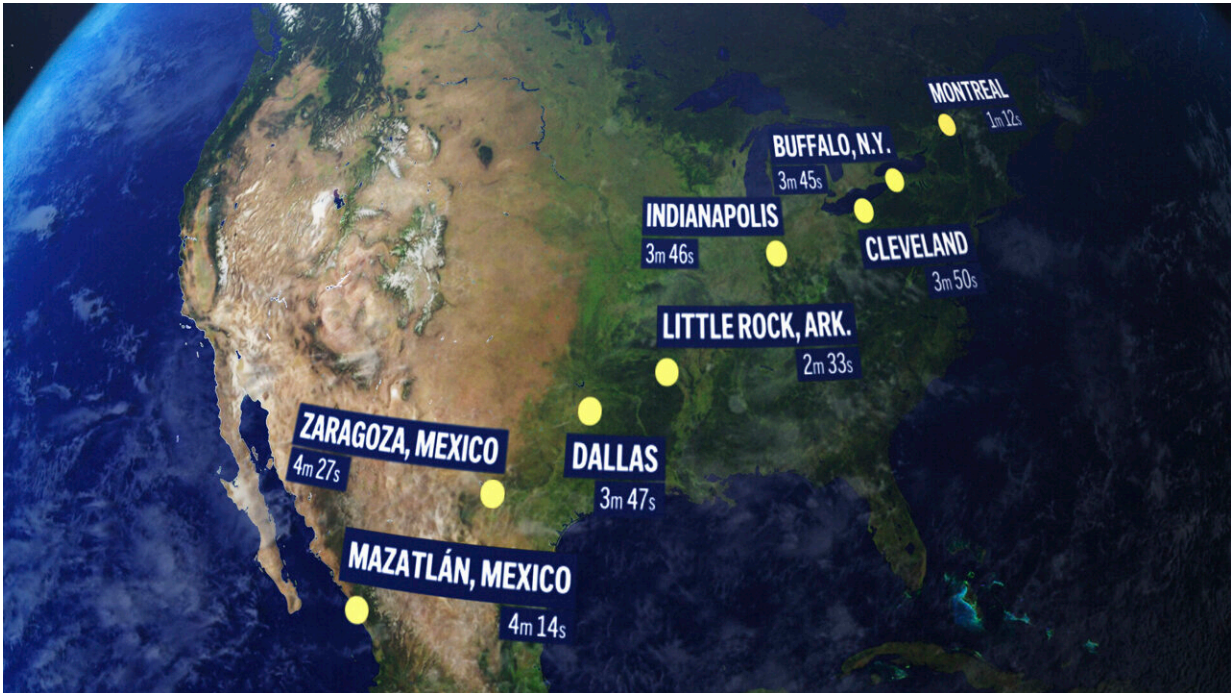 MONTREAL
1m 12s
BUFFALO, N.Y.
3m 45s
INDIANAPOLIS
3m 46s
CLEVELAND
3m 50s
LITTLE ROCK, ARK.
2m 33s
ZARAGOZA, MEXICO
4m 27s
DALLAS
3m 47s
MAZATLÁN, MEXICO
4m 14s